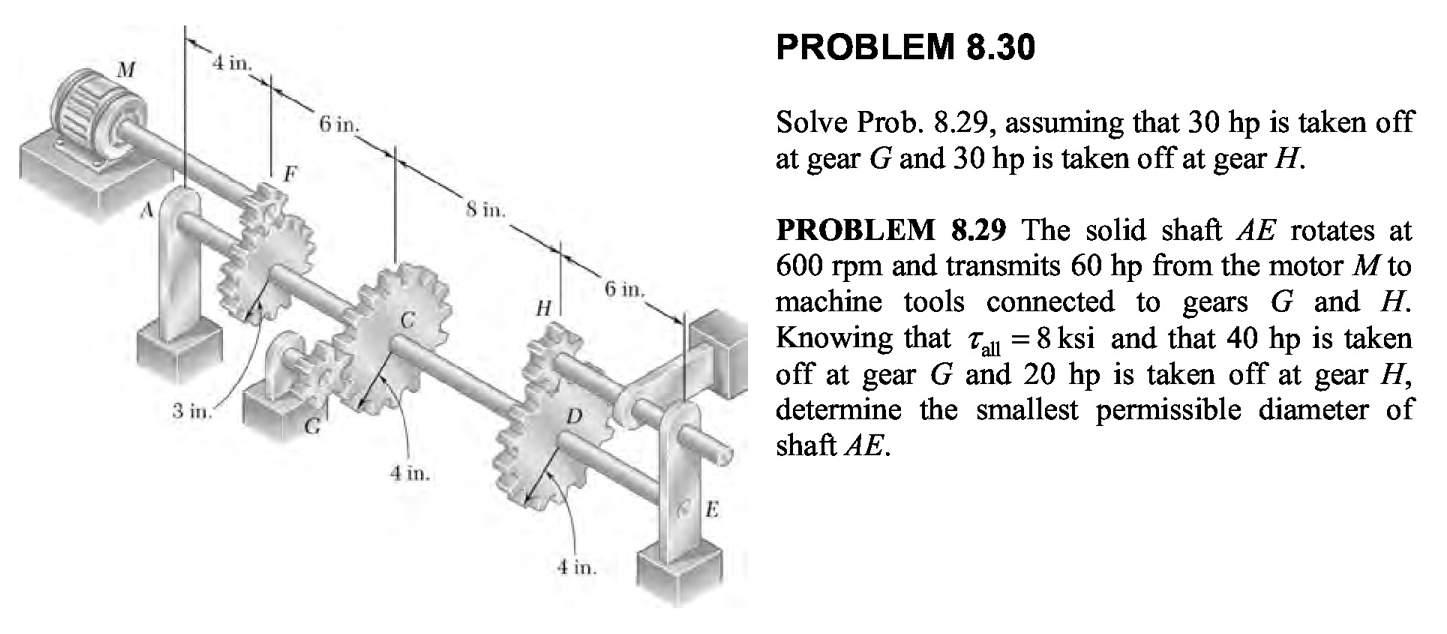 4 in.
M
6 in.
F
8 in.
A
6 in.
H
C
3 in.
G
D
4 in.
E
4 in.
PROBLEM 8.30
Solve Prob. 8.29, assuming that 30 hp is taken off
at gear G and 30 hp is taken off at gear H.
PROBLEM 8.29 The solid shaft AE rotates at
600 rpm and transmits 60 hp from the motor M to
machine tools connected to gears G and H.
Knowing that τall = 8 ksi and that 40 hp is taken
off at gear G and 20 hp is taken off at gear H,
determine the smallest permissible diameter of
shaft AE.